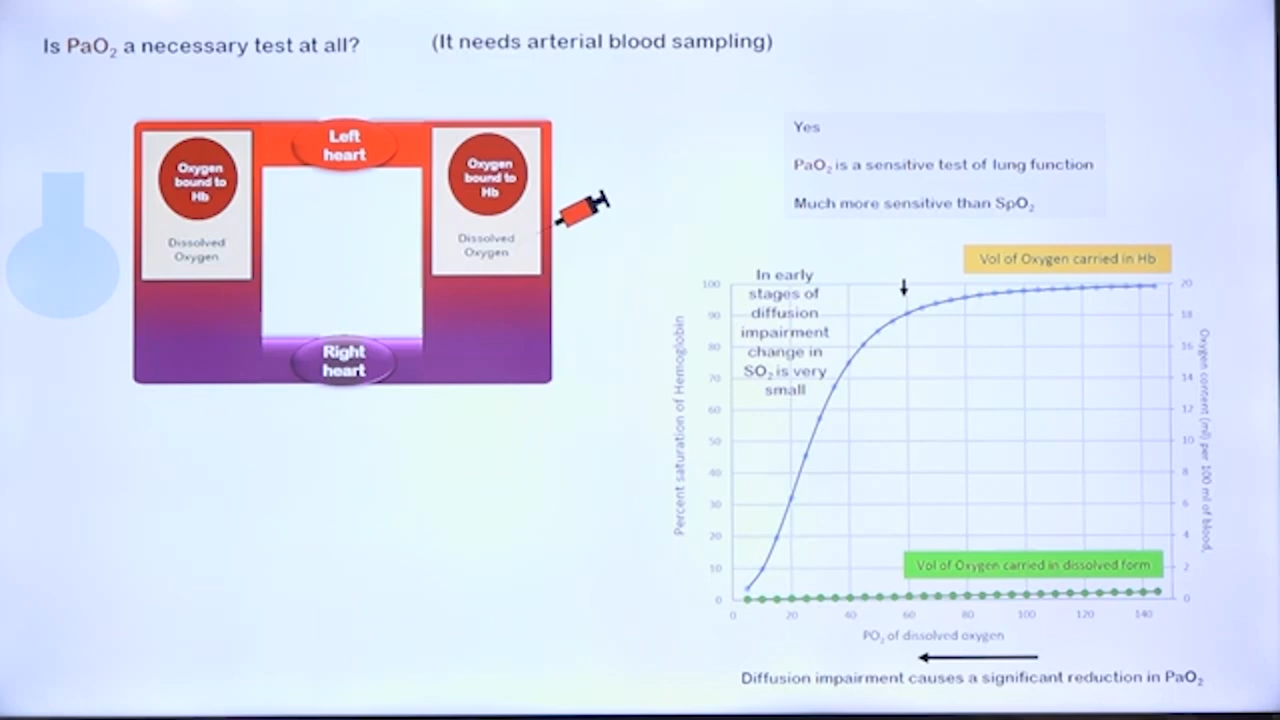 Is PaO₂ a necessary test at all?
(It needs arterial blood sampling)
Left
heart
Oxygen
bound to
Hb
Dissolved
Oxygen
Oxygen
bound to
Hb
Dissolved
Oxygen
Right
heart
Yes
PaO₂ is a sensitive test of lung function
Much more sensitive than SpO₂
Vol of Oxygen carried in Hb
In early
stages of
diffusion
impairment
change in
SO₂ is very
small
Percent saturation of Hemoglobin
100
90
80
70
60
50
40
30
20
10
0
20
18
16
14
12
10
8
6
4
2
0
Oxygen content (ml) per 100 ml of blood,
Vol of Oxygen carried in dissolved form
0 20 40 60 80 100 120 140
PO₂ of dissolved oxygen
Diffusion impairment causes a significant reduction in PaO₂